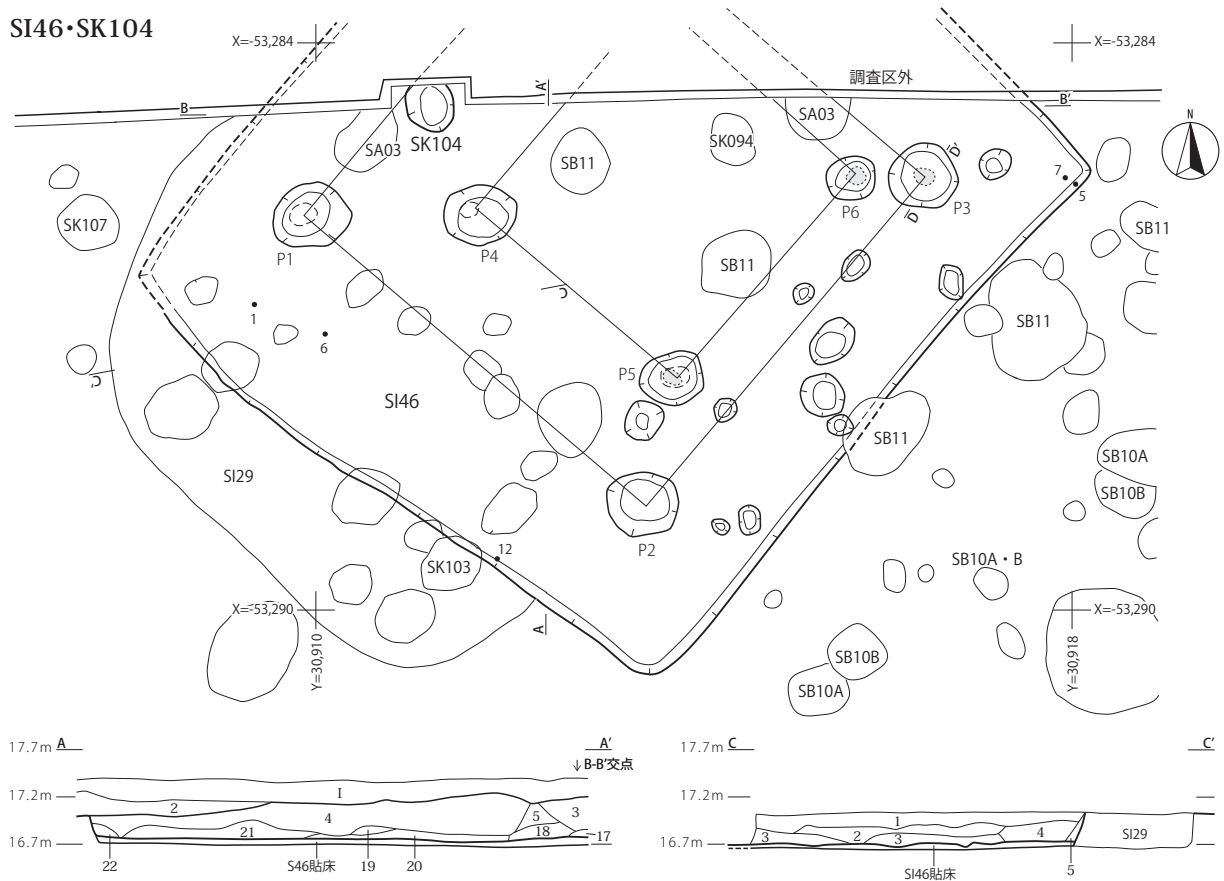 SI46・SK104
X=-53,284
X=-53,284
調査区外
B
A′
B′
N
SA03
SK104
SB11
SK094
SA03
D′
7
5
SK107
P1
P4
P6
D
P3
SB11
SB11
C
1
6
SB11
C′
P5
SI46
SB11
SI29
SB10A
SB10B
12
P2
SK103
SB10A・B
X=-53,290
A
X=-53,290
Y=30,910
Y=30,918
SB10B
SB10A
17.7m A A′
↓B-B′交点
17.2m
I
2
4
5
3
16.7m
21
18
17
22
S46貼床
19
20
17.7m C C′
17.2m
1
16.7m
3
2
3
4
SI29
SI46貼床
5